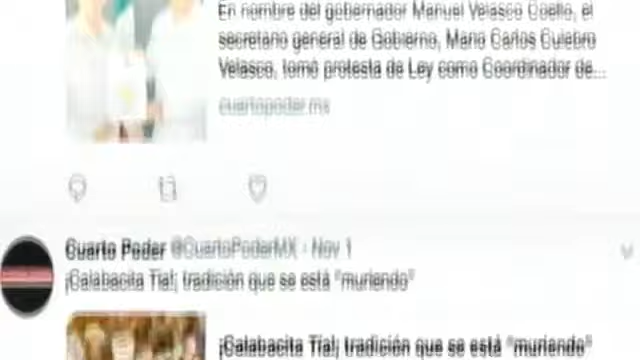 En nombre del gobernador Manuel Velasco Coello, el
secretario general de Gobierno, Mario Carlos Culebro
Velasco, tomó protesta de Ley como Coordinador de...
cuartopoder.mx
Cuarto Poder @CuartoPoderMX · Nov 1
¡Calabacita Tía!; tradición que se está "muriendo"
¡Calabacita Tía!; tradición que se está "muriendo"